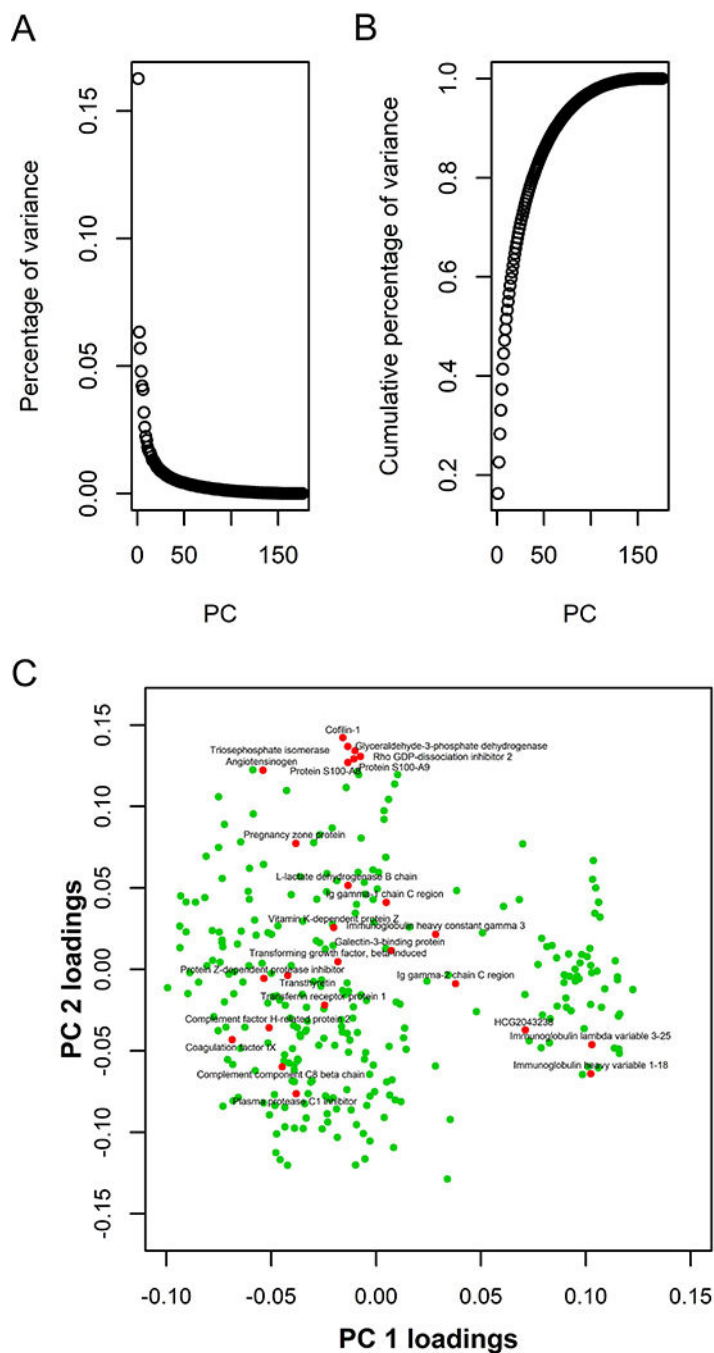 A
B
Percentage of variance
0.15
0.10
0.05
0.00
0
50
150
PC
Cumulative percentage of variance
1.0
0.8
0.6
0.4
0.2
0
50
150
PC
C
PC 2 loadings
0.15
0.10
0.05
0.00
-0.05
-0.10
-0.15
Cofilin-1
Glyceraldehyde-3-phosphate dehydrogenase
Triosephosphate isomerase
Rho GDP-dissociation inhibitor 2
Angiotensinogen
Protein S100-A9
Protein S100-A8
Pregnancy zone protein
L-lactate dehydrogenase B chain
Ig gamma-1 chain C region
Vitamin K-dependent protein Z
Immunoglobulin heavy constant gamma 3
Galectin-3-binding protein
Transforming growth factor, beta-induced
Protein Z-dependent protease inhibitor
Ig gamma-2 chain C region
Transthyretin
Transferrin receptor protein 1
Complement factor H-related protein 2
HCG2043238
Coagulation factor IX
Immunoglobulin lambda variable 3-25
Complement component C8 beta chain
Immunoglobulin heavy variable 1-18
Plasma protease C1 inhibitor
-0.10
-0.05
0.00
0.05
0.10
0.15
PC 1 loadings